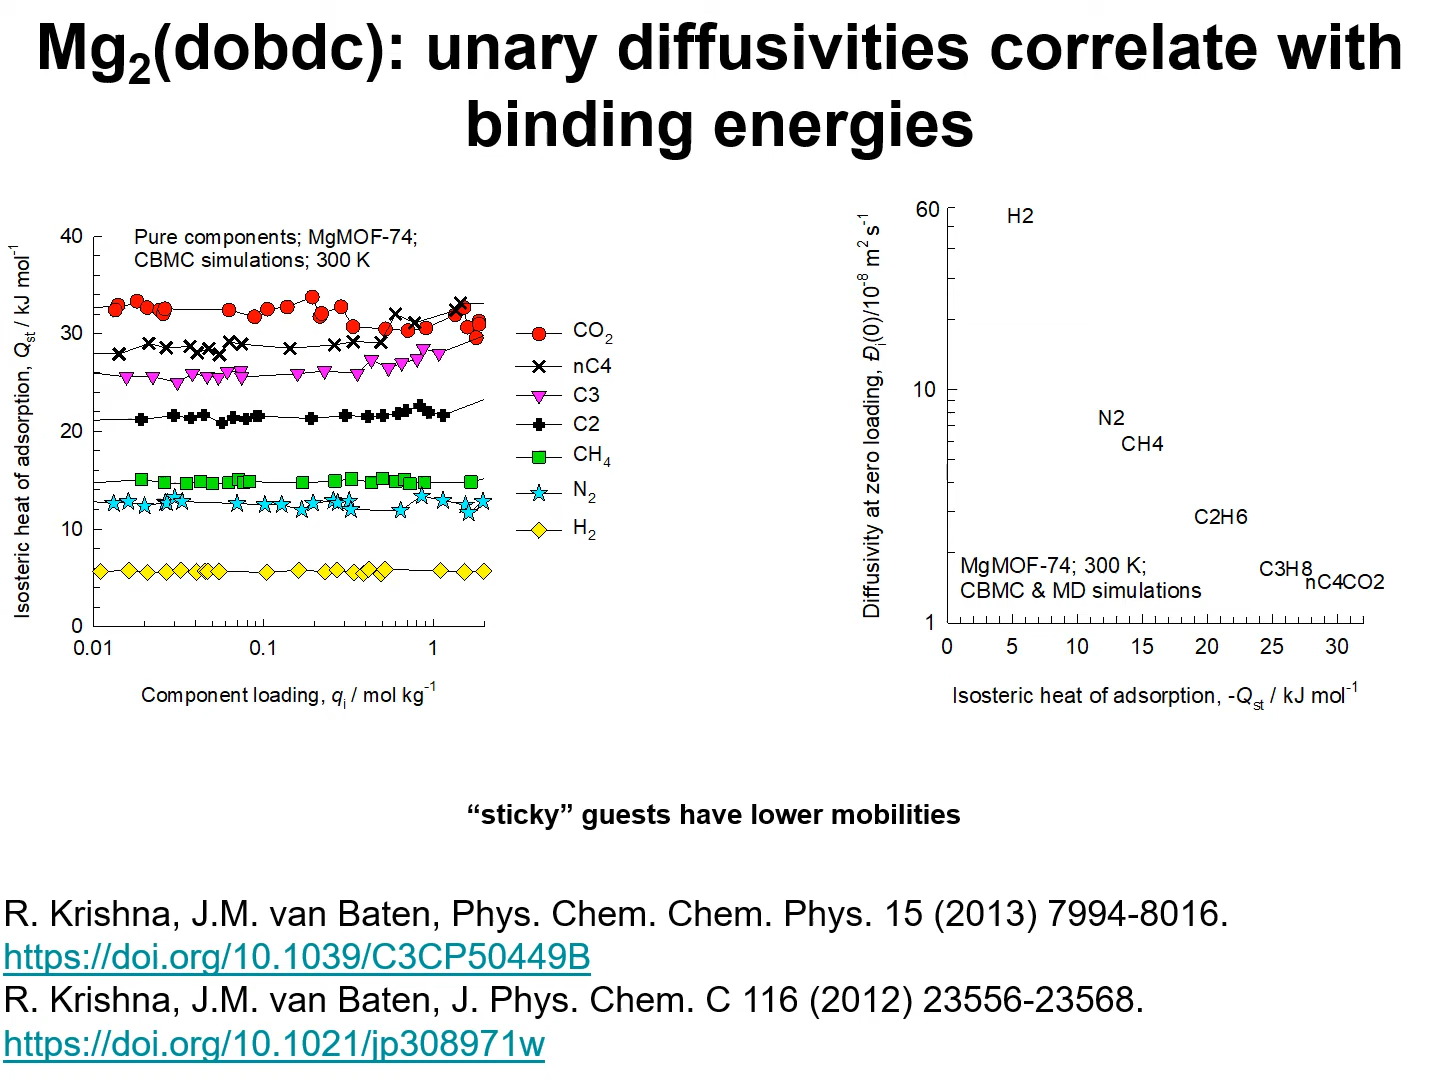 Mg2(dobdc): unary diffusivities correlate with
binding energies
Isosteric heat of adsorption, Qst / kJ mol-1
40
30
20
10
0
Pure components; MgMOF-74;
CBMC simulations; 300 K
0.01
0.1
1
Component loading, qi / mol kg-1
CO2
nC4
C3
C2
CH4
N2
H2
Diffusivity at zero loading, Ði(0)/10-8 m2 s-1
60
10
1
H2
N2
CH4
C2H6
C3H8
nC4CO2
MgMOF-74; 300 K;
CBMC & MD simulations
0
5
10
15
20
25
30
Isosteric heat of adsorption, -Qst / kJ mol-1
“sticky” guests have lower mobilities
R. Krishna, J.M. van Baten, Phys. Chem. Chem. Phys. 15 (2013) 7994-8016.
https://doi.org/10.1039/C3CP50449B
R. Krishna, J.M. van Baten, J. Phys. Chem. C 116 (2012) 23556-23568.
https://doi.org/10.1021/jp308971w